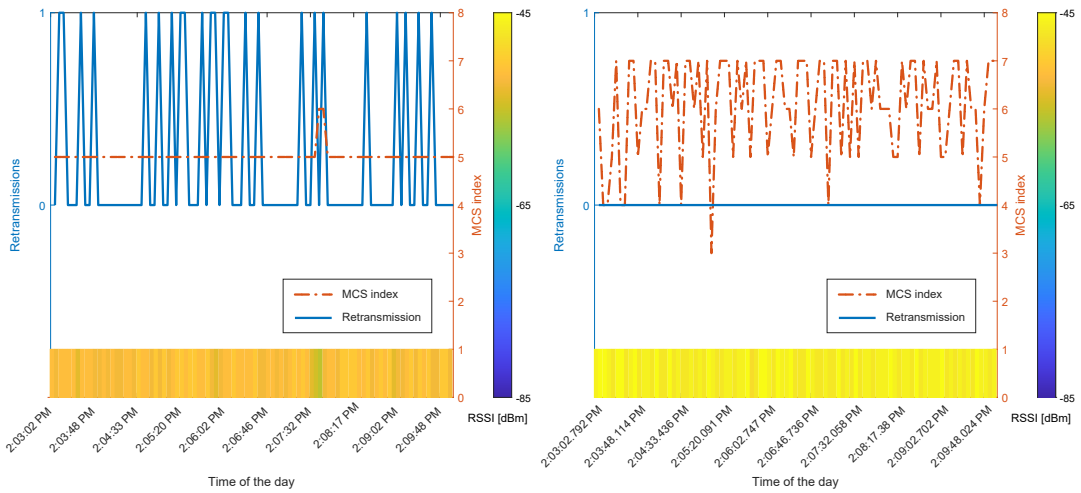 1
0
Retransmissions
8
7
6
5
4
3
2
1
0
MCS index
-45
-65
-85
RSSI [dBm]
MCS index
Retransmission
2:03:02 PM
2:03:48 PM
2:04:33 PM
2:05:20 PM
2:06:02 PM
2:06:46 PM
2:07:32 PM
2:08:17 PM
2:09:02 PM
2:09:48 PM
Time of the day
1
0
Retransmissions
8
7
6
5
4
3
2
1
0
MCS index
-45
-65
-85
RSSI [dBm]
MCS index
Retransmission
2:03:02.792 PM
2:03:48.114 PM
2:04:33.436 PM
2:05:20.091 PM
2:06:02.747 PM
2:06:46.736 PM
2:07:32.058 PM
2:08:17.38 PM
2:09:02.702 PM
2:09:48.024 PM
Time of the day